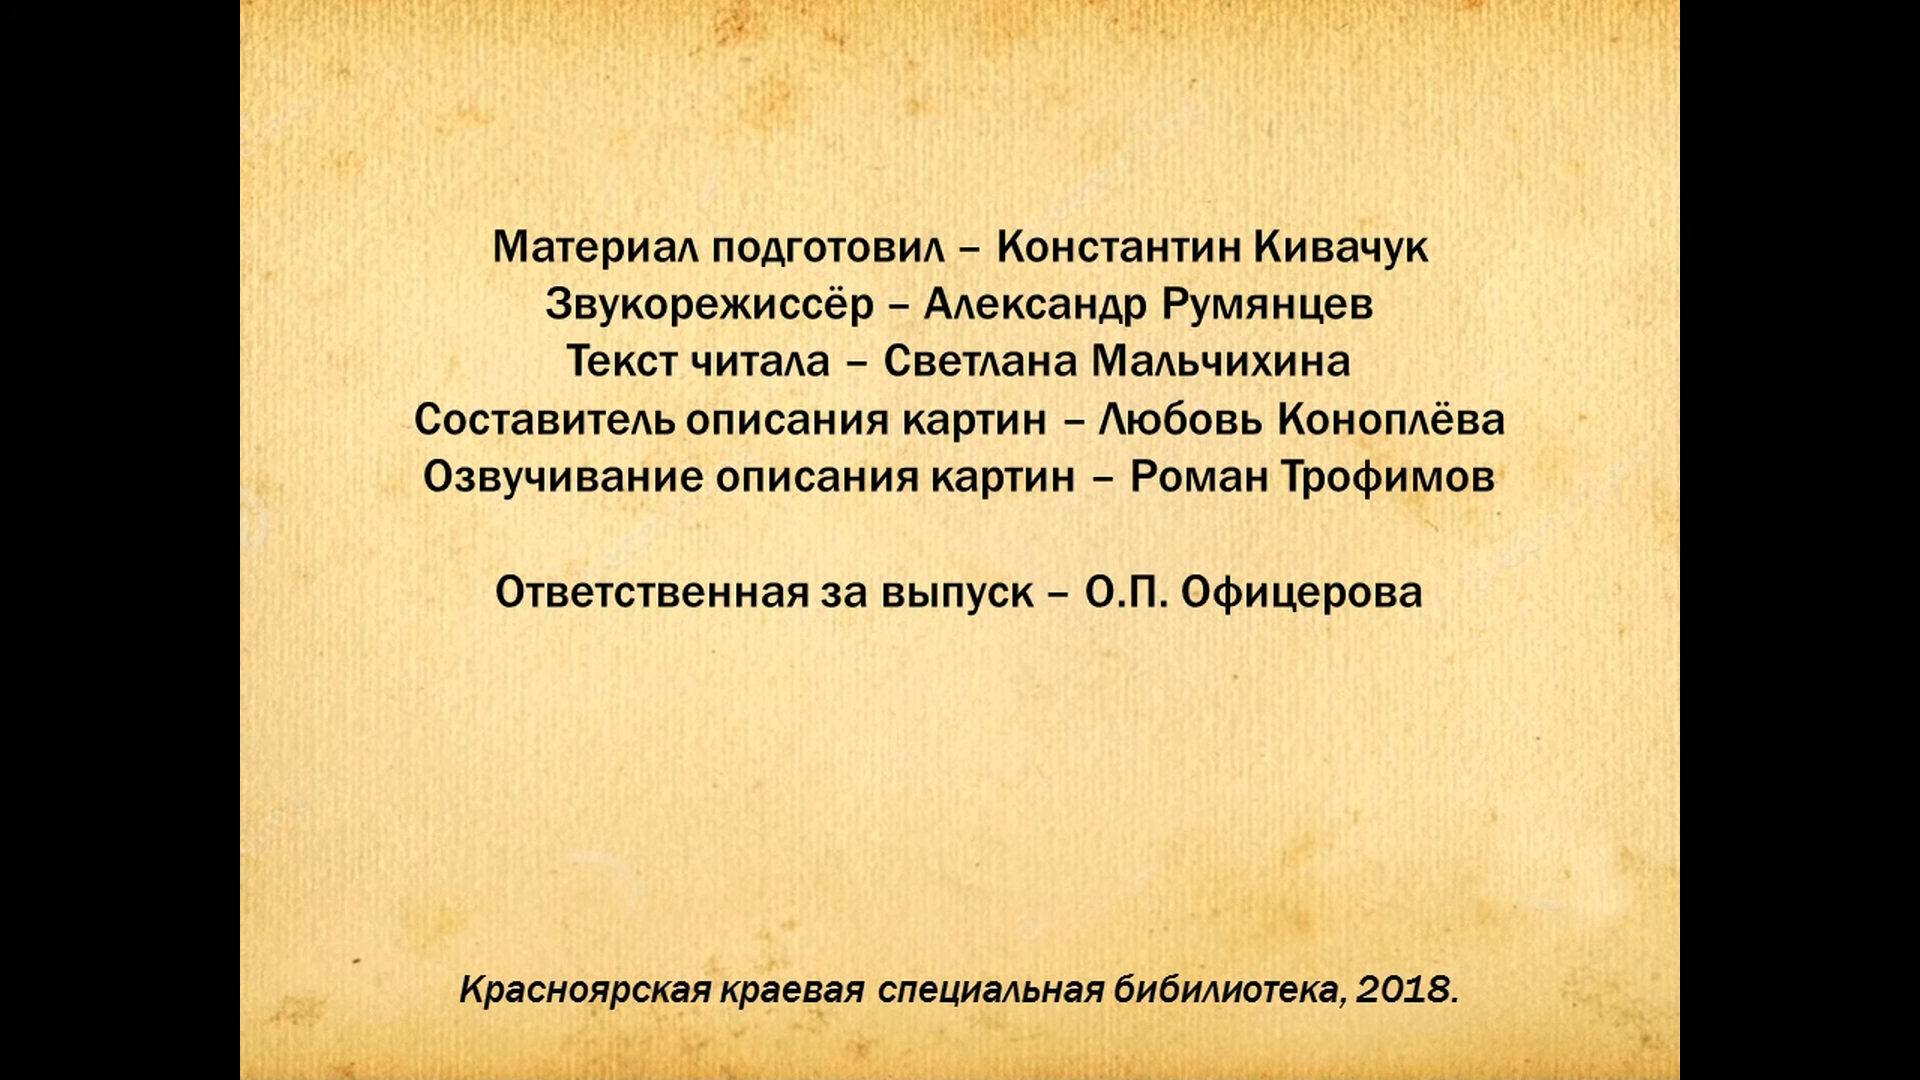 Материал подготовил – Константин Кивачук
Звукорежиссёр – Александр Румянцев
Текст читала – Светлана Мальчихина
Составитель описания картин – Любовь Коноплёва
Озвучивание описания картин – Роман Трофимов
Ответственная за выпуск – О.П. Офицерова
Красноярская краевая специальная бибилиотека, 2018.